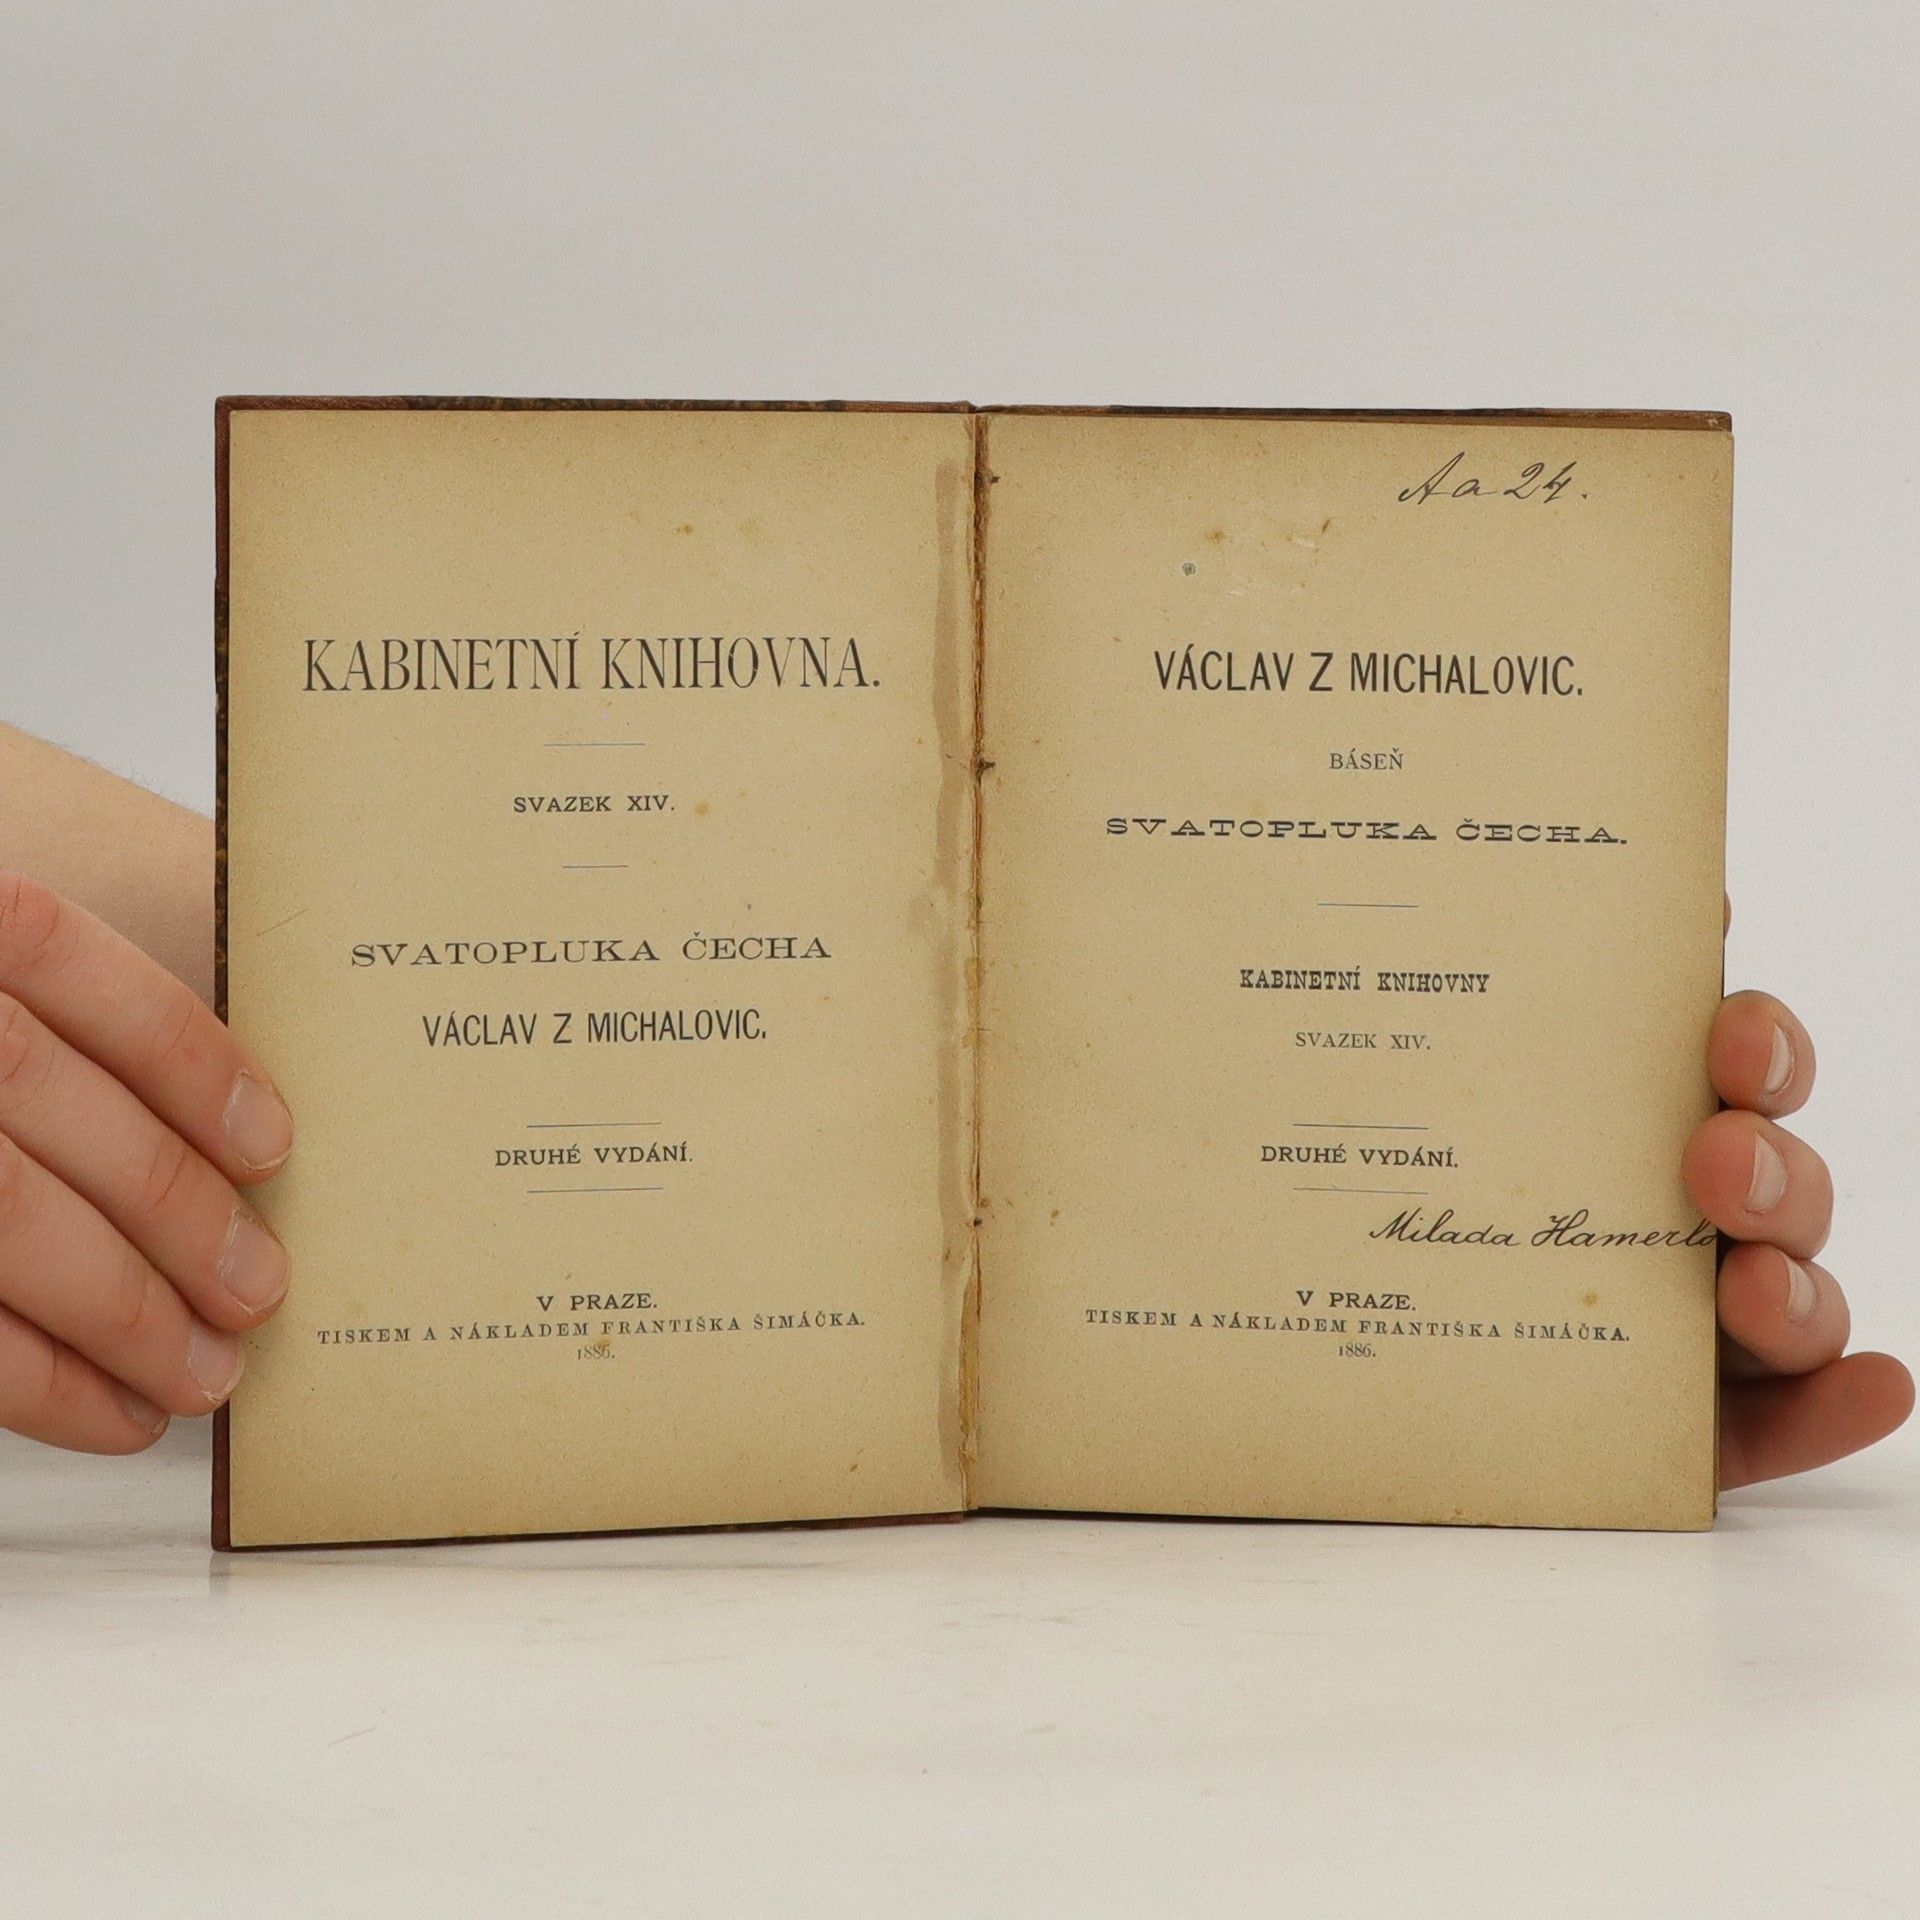 KABINETNÍ KNIHOVNA.
SVAZEK XIV.
SVATOPLUKA ČECHA
VÁCLAV Z MICHALOVIC.
DRUHÉ VYDÁNÍ.
V PRAZE.
TISKEM A NÁKLADEM FRANTIŠKA ŠIMÁČKA.
1886.
Aa 24.
VÁCLAV Z MICHALOVIC.
BÁSEŇ
SVATOPLUKA ČECHA.
KABINETNÍ KNIHOVNY
SVAZEK XIV.
DRUHÉ VYDÁNÍ.
Milada
V PRAZE.
TISKEM A NÁKLADEM FRANTIŠKA ŠIMÁČKA.
1886.